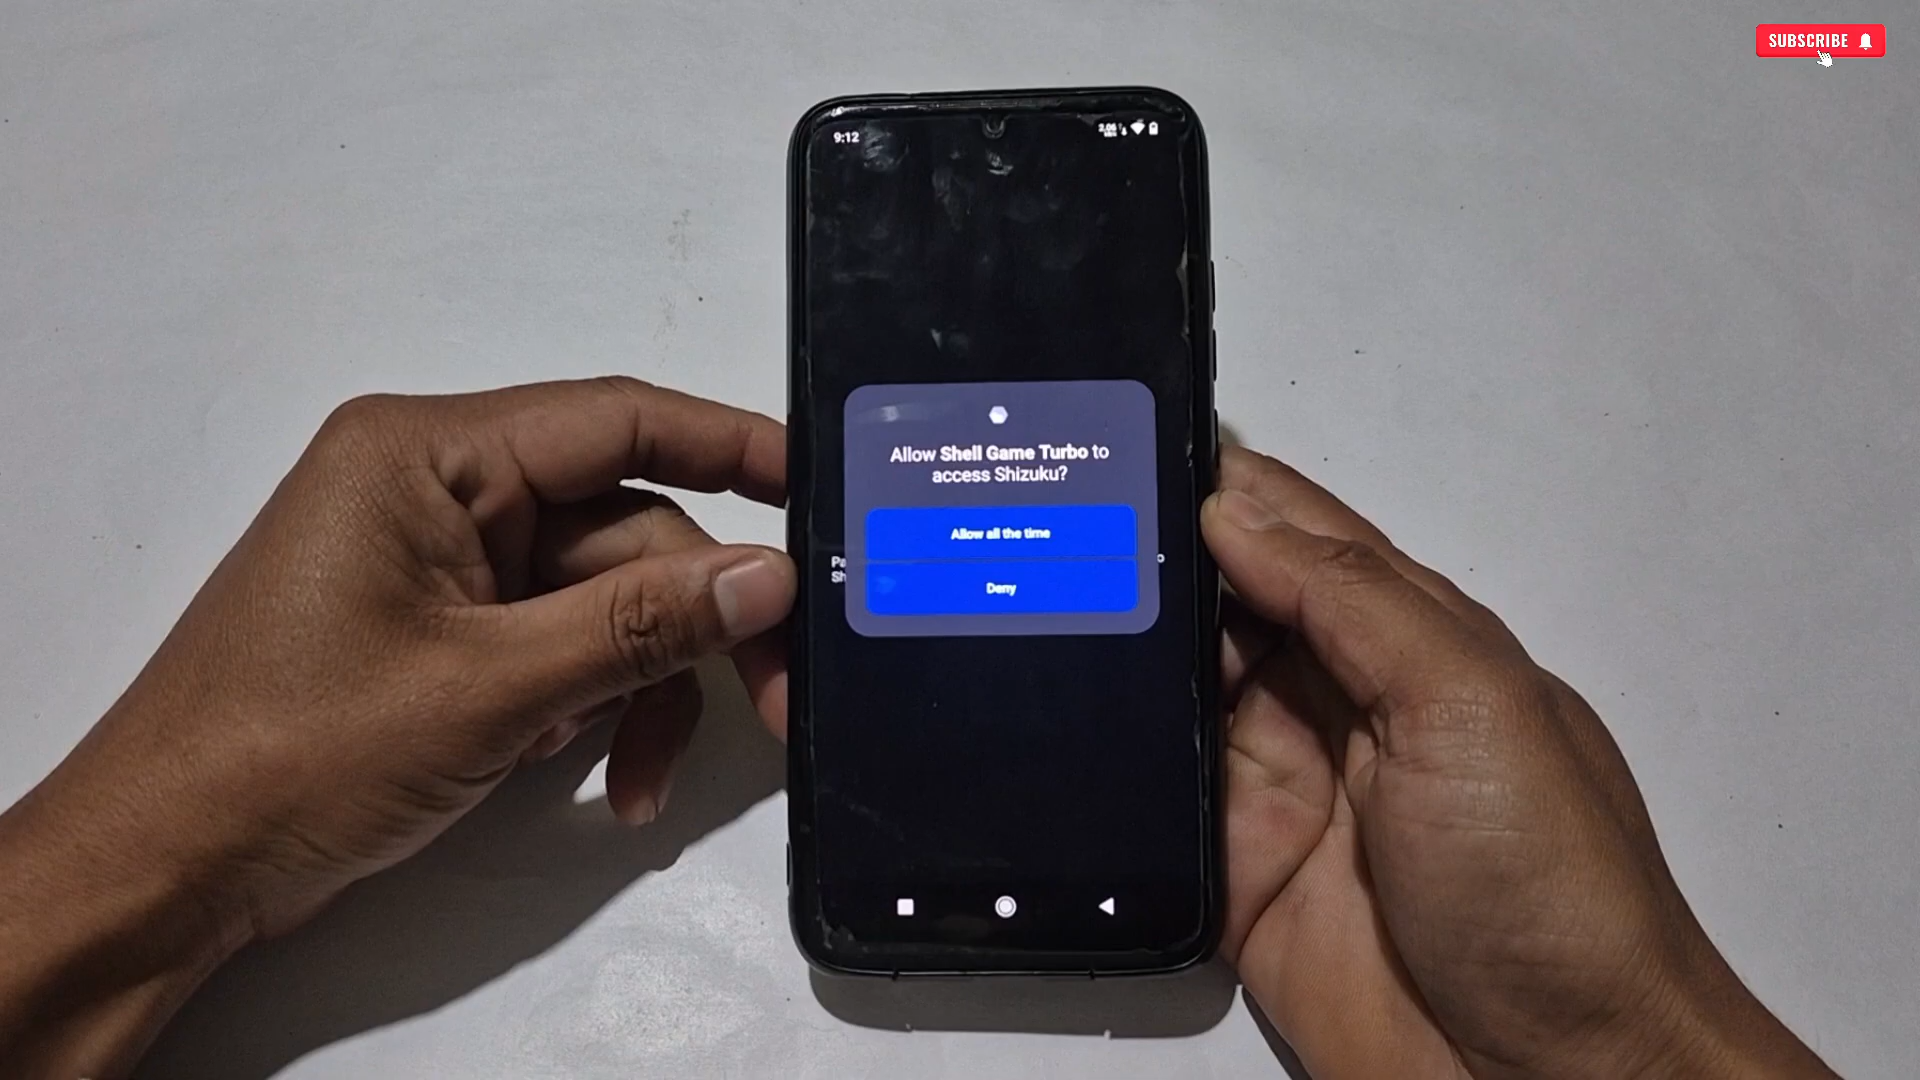 SUBSCRIBE
9:12
Allow Shell Game Turbo to
access Shizuku?
Allow all the time
Deny